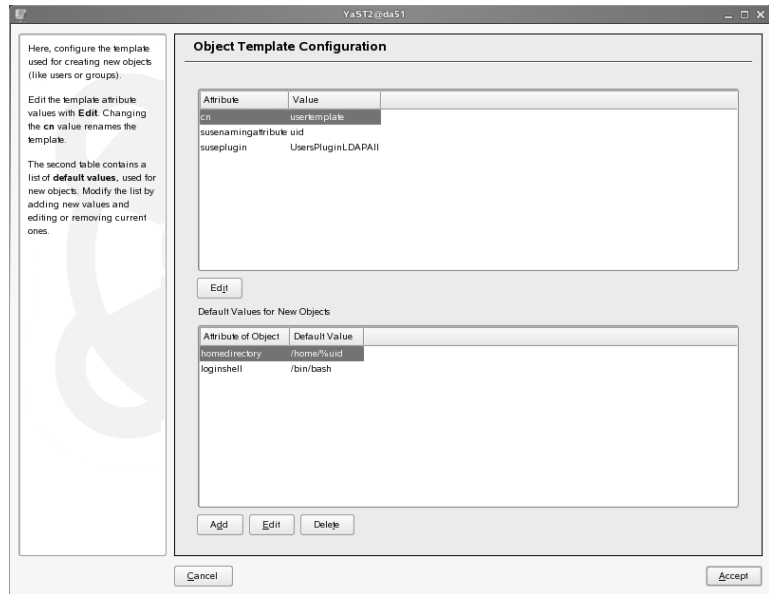 YaST2@da51
Here, configure the template
used for creating new objects
(like users or groups).
Edit the template attribute
values with Edit. Changing
the cn value renames the
template.
The second table contains a
list of default values, used for
new objects. Modify the list by
adding new values and
editing or removing current
ones.
Object Template Configuration
Attribute Value
cn usertemplate
susenamingattribute uid
suseplugin UsersPluginLDAPAll
Edit
Default Values for New Objects
Attribute of Object Default Value
homedirectory /home/%uid
loginshell /bin/bash
Add Edit Delete
Cancel Accept